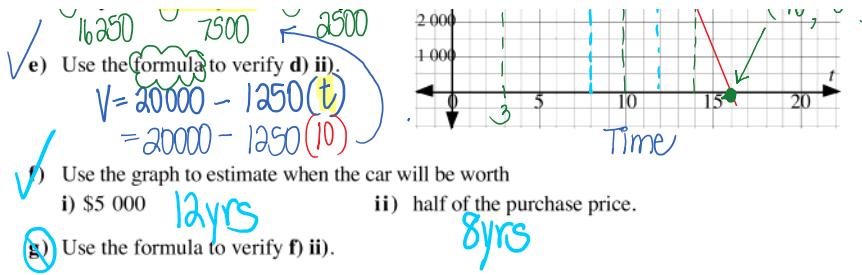 16250 7500 2500
e) Use the formula to verify d) ii).
V = 20000 - 1250(t)
= 20000 - 1250(10)
2 000
1 000
t
0 5 10 15 20
3
Time
f) Use the graph to estimate when the car will be worth
i) $5 000 ii) half of the purchase price.
12yrs 8yrs
g) Use the formula to verify f) ii).